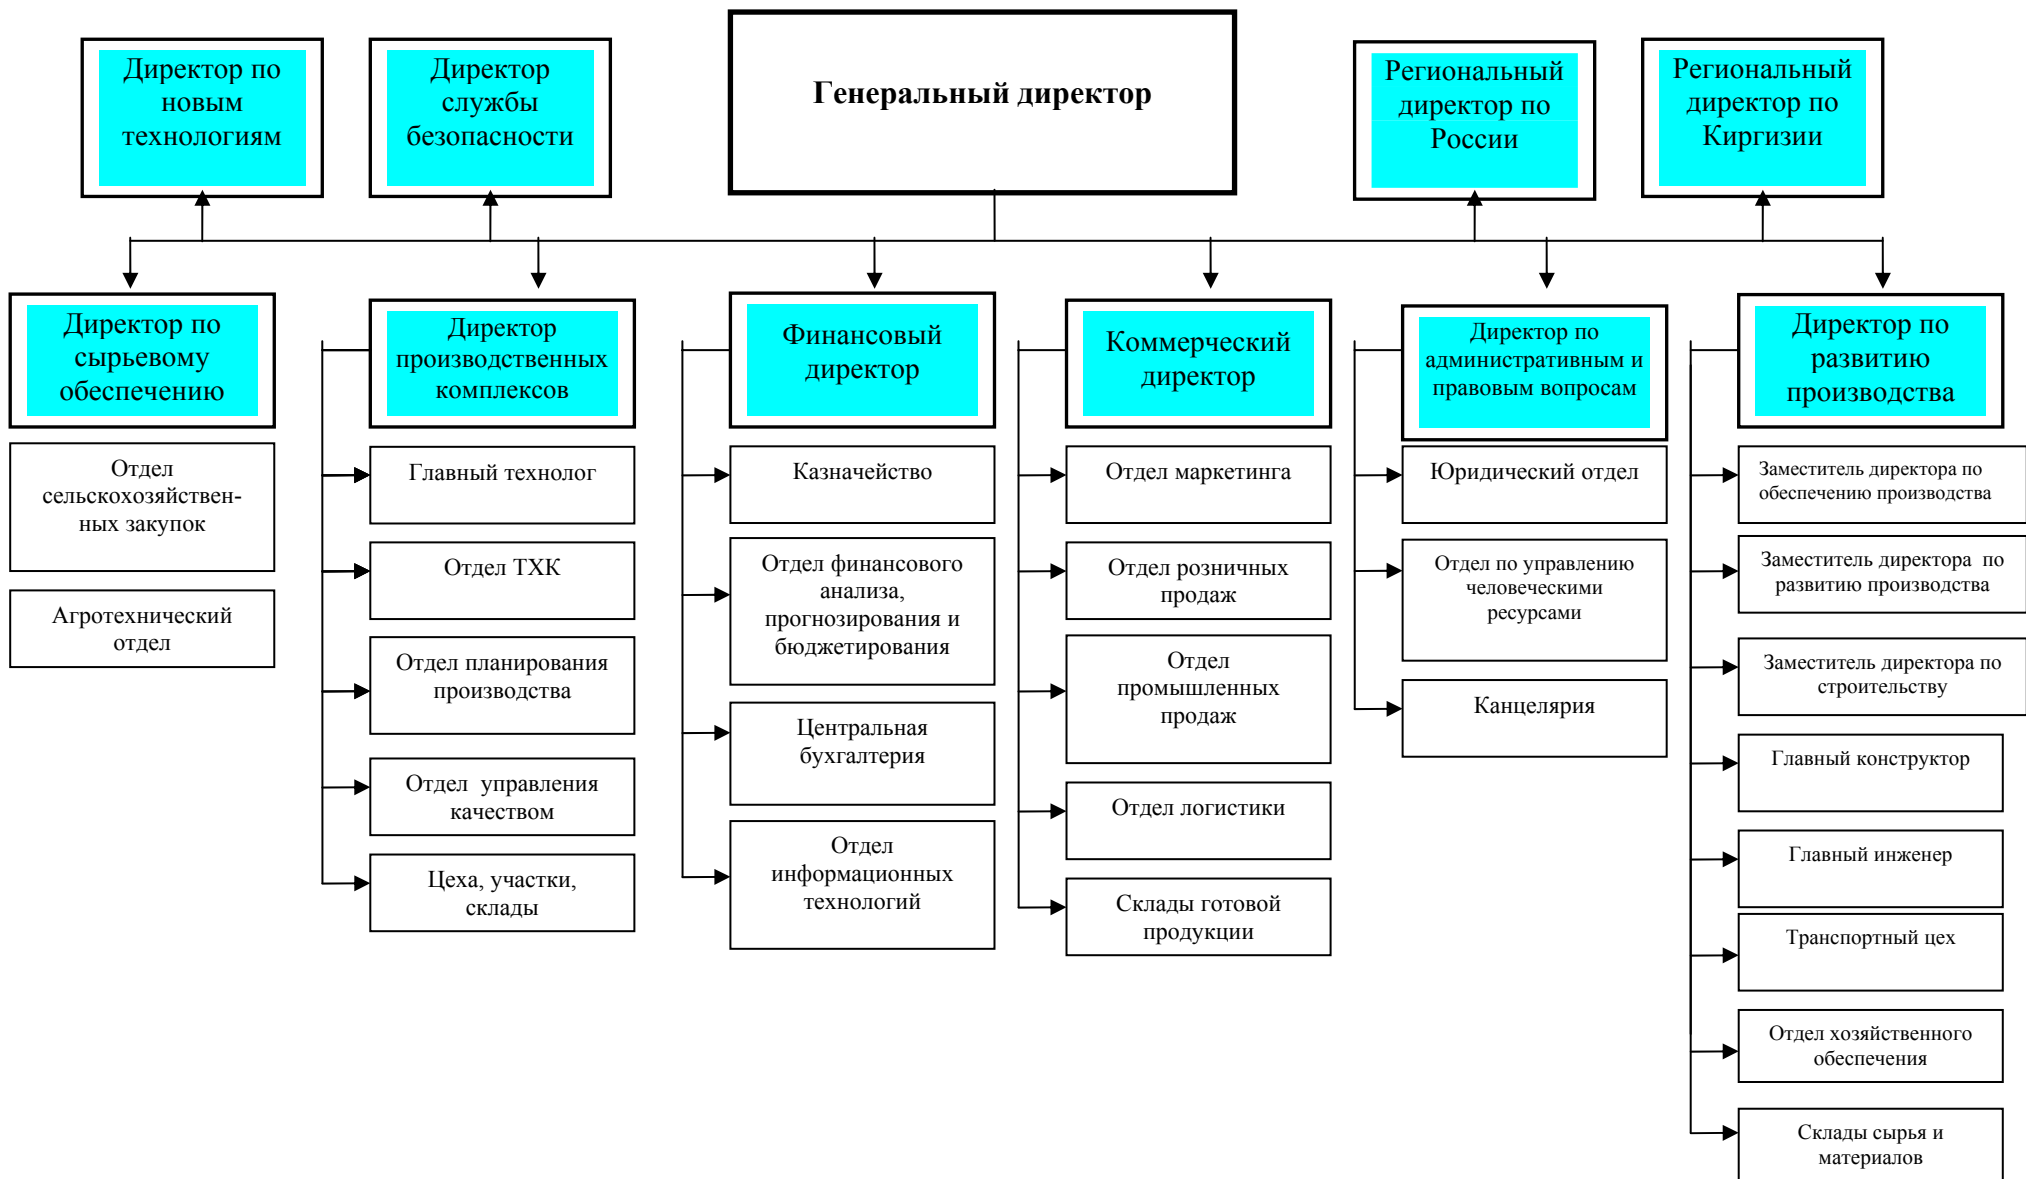 Директор по
новым
технологиям
Директор
службы
безопасности
Генеральный директор
Региональный
директор по
России
Региональный
директор по
Киргизии
Директор по
сырьевому
обеспечению
Отдел
сельскохозяйствен-
ных закупок
Агротехнический
отдел
Директор
производственных
комплексов
Главный технолог
Отдел ТХК
Отдел планирования
производства
Отдел  управления
качеством
Цеха, участки,
склады
Финансовый
директор
Казначейство
Отдел финансового
анализа,
прогнозирования и
бюджетирования
Центральная
бухгалтерия
Отдел
информационных
технологий
Коммерческий
директор
Отдел маркетинга
Отдел розничных
продаж
Отдел
промышленных
продаж
Отдел логистики
Склады готовой
продукции
Директор по
административным и
правовым вопросам
Юридический отдел
Отдел по управлению
человеческими
ресурсами
Канцелярия
Директор по
развитию
производства
Заместитель директора по
обеспечению производства
Заместитель директора  по
развитию производства
Заместитель директора по
строительству
Главный конструктор
Главный инженер
Транспортный цех
Отдел хозяйственного
обеспечения
Склады сырья и
материалов